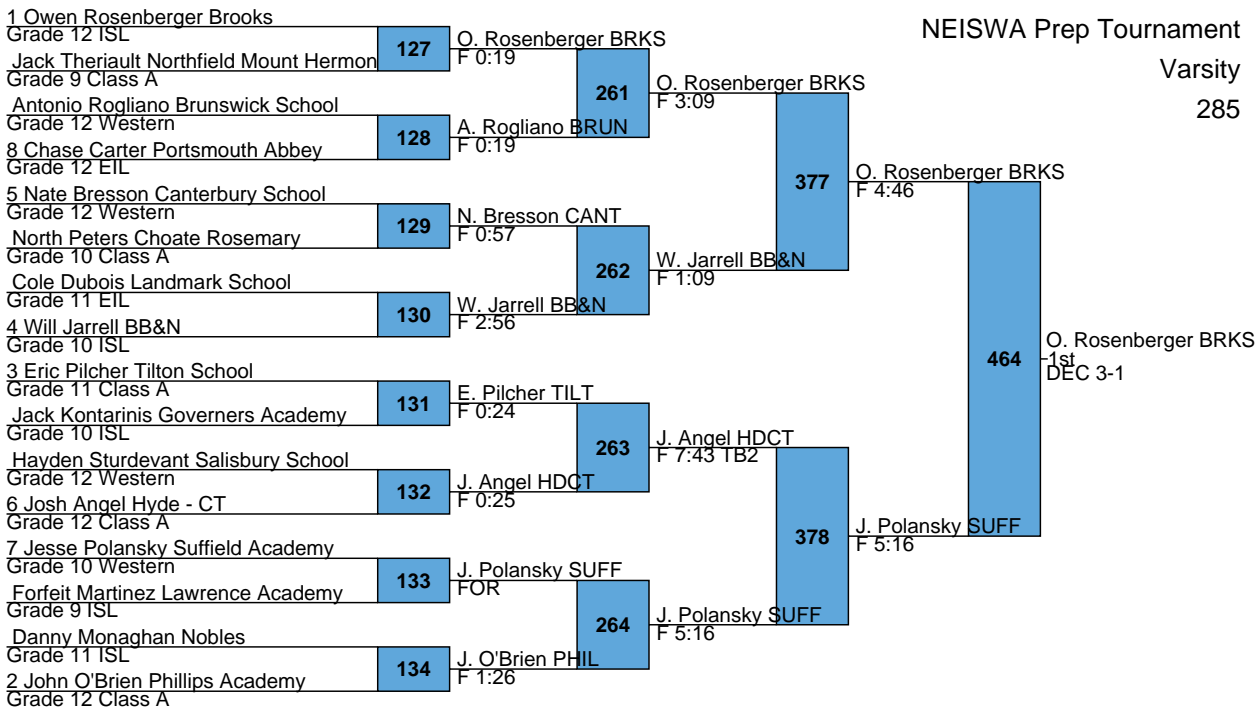 NEISWA Prep Tournament
Varsity
285
1 Owen Rosenberger Brooks
Grade 12 ISL
Jack Theriault Northfield Mount Hermon
Grade 9 Class A
Antonio Rogliano Brunswick School
Grade 12 Western
8 Chase Carter Portsmouth Abbey
Grade 12 EIL
5 Nate Bresson Canterbury School
Grade 12 Western
North Peters Choate Rosemary
Grade 10 Class A
Cole Dubois Landmark School
Grade 11 EIL
4 Will Jarrell BB&N
Grade 10 ISL
3 Eric Pilcher Tilton School
Grade 11 Class A
Jack Kontarinis Governers Academy
Grade 10 ISL
Hayden Sturdevant Salisbury School
Grade 12 Western
6 Josh Angel Hyde - CT
Grade 12 Class A
7 Jesse Polansky Suffield Academy
Grade 10 Western
Forfeit Martinez Lawrence Academy
Grade 9 ISL
Danny Monaghan Nobles
Grade 11 ISL
2 John O'Brien Phillips Academy
Grade 12 Class A
127
128
129
130
131
132
133
134
O. Rosenberger BRKS
F 0:19
A. Rogliano BRUN
F 0:19
N. Bresson CANT
F 0:57
W. Jarrell BB&N
F 2:56
E. Pilcher TILT
F 0:24
J. Angel HDCT
F 0:25
J. Polansky SUFF
FOR
J. O'Brien PHIL
F 1:26
261
262
263
264
O. Rosenberger BRKS
F 3:09
W. Jarrell BB&N
F 1:09
J. Angel HDCT
F 7:43 TB2
J. Polansky SUFF
F 5:16
377
378
O. Rosenberger BRKS
F 4:46
J. Polansky SUFF
F 5:16
464
O. Rosenberger BRKS
1st
DEC 3-1